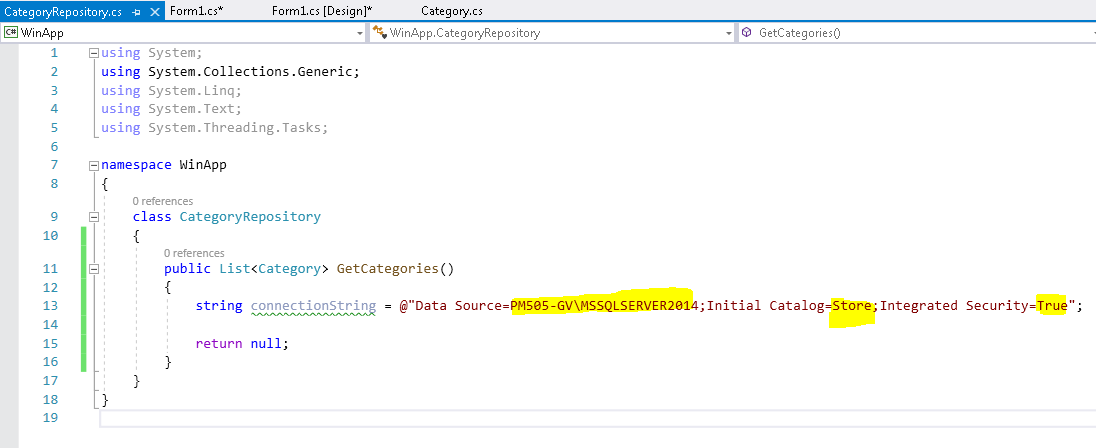 CategoryRepository.cs Form1.cs* Form1.cs [Design]* Category.cs
C# WinApp WinApp.CategoryRepository GetCategories()
1 using System;
2 using System.Collections.Generic;
3 using System.Linq;
4 using System.Text;
5 using System.Threading.Tasks;
6
7 namespace WinApp
8 {
0 references
9 class CategoryRepository
10 {
0 references
11 public List<Category> GetCategories()
12 {
13 string connectionString = @"Data Source=PM505-GV\MSSQLSERVER2014;Initial Catalog=Store;Integrated Security=True";
14
15 return null;
16 }
17 }
18 }
19